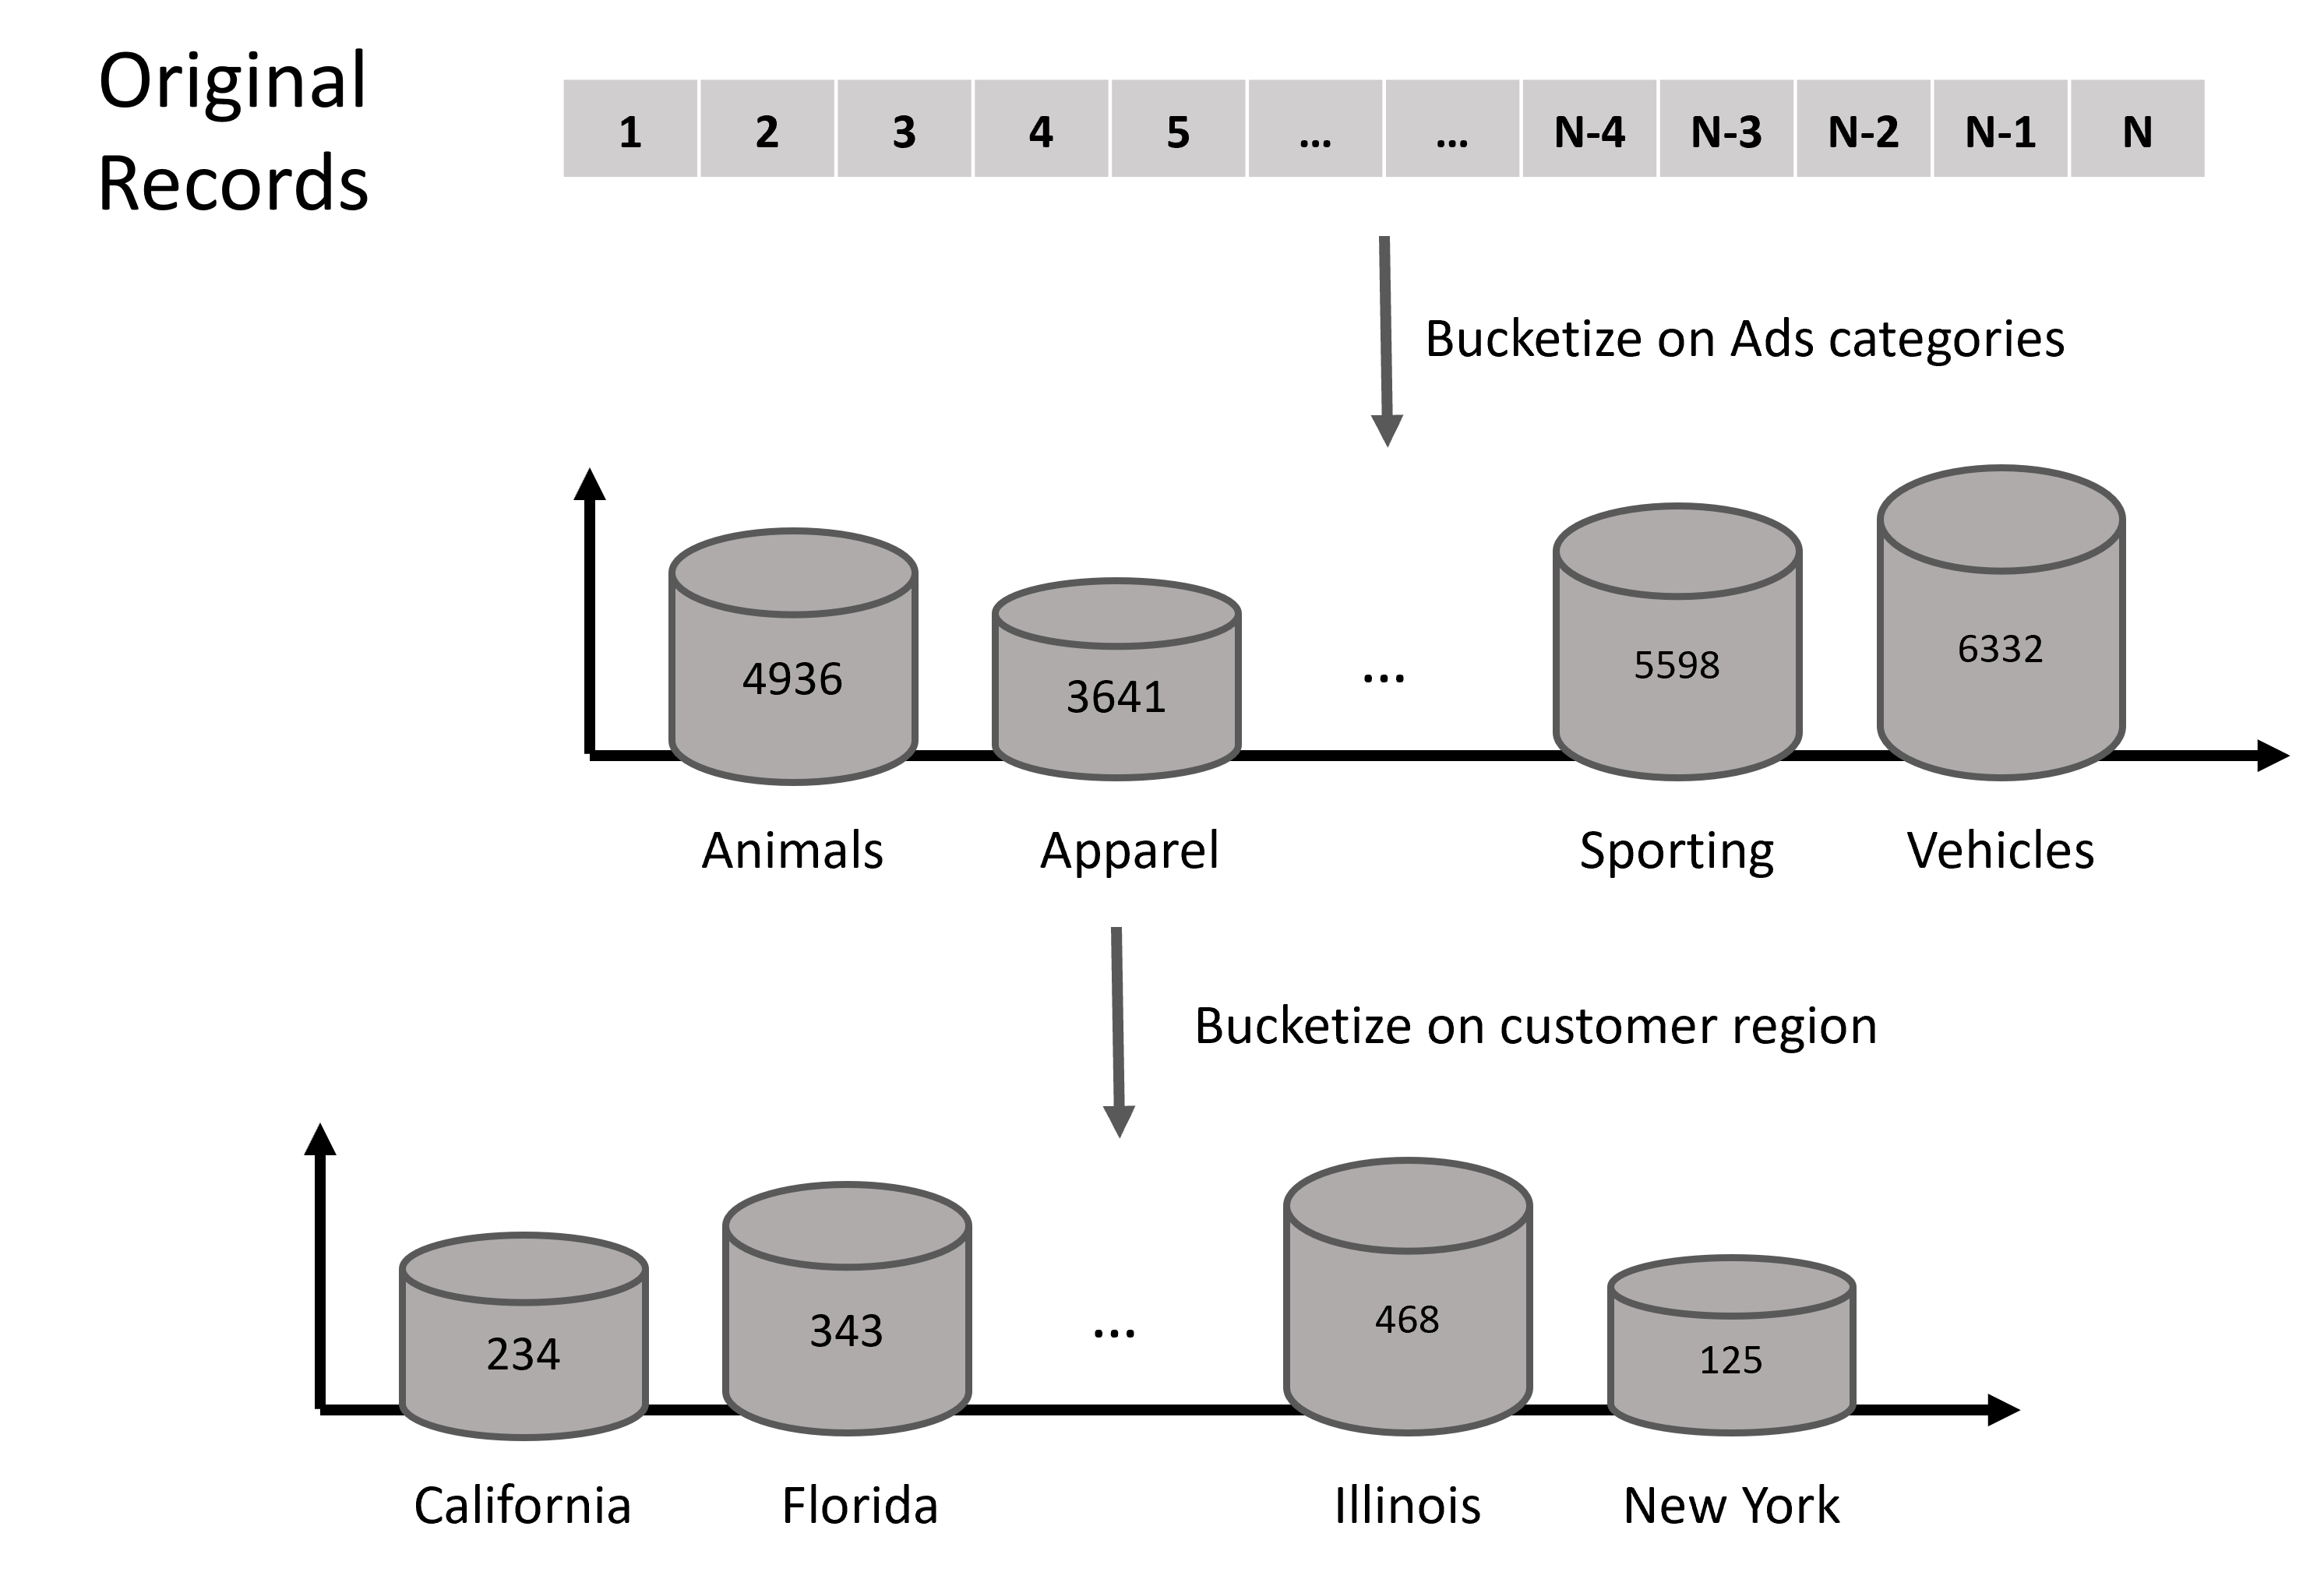 Original
Records
1 2 3 4 5 ... ... N-4 N-3 N-2 N-1 N
Bucketize on Ads categories
4936 3641 ... 5598 6332
Animals Apparel Sporting Vehicles
Bucketize on customer region
234 343 ... 468 125
California Florida Illinois New York